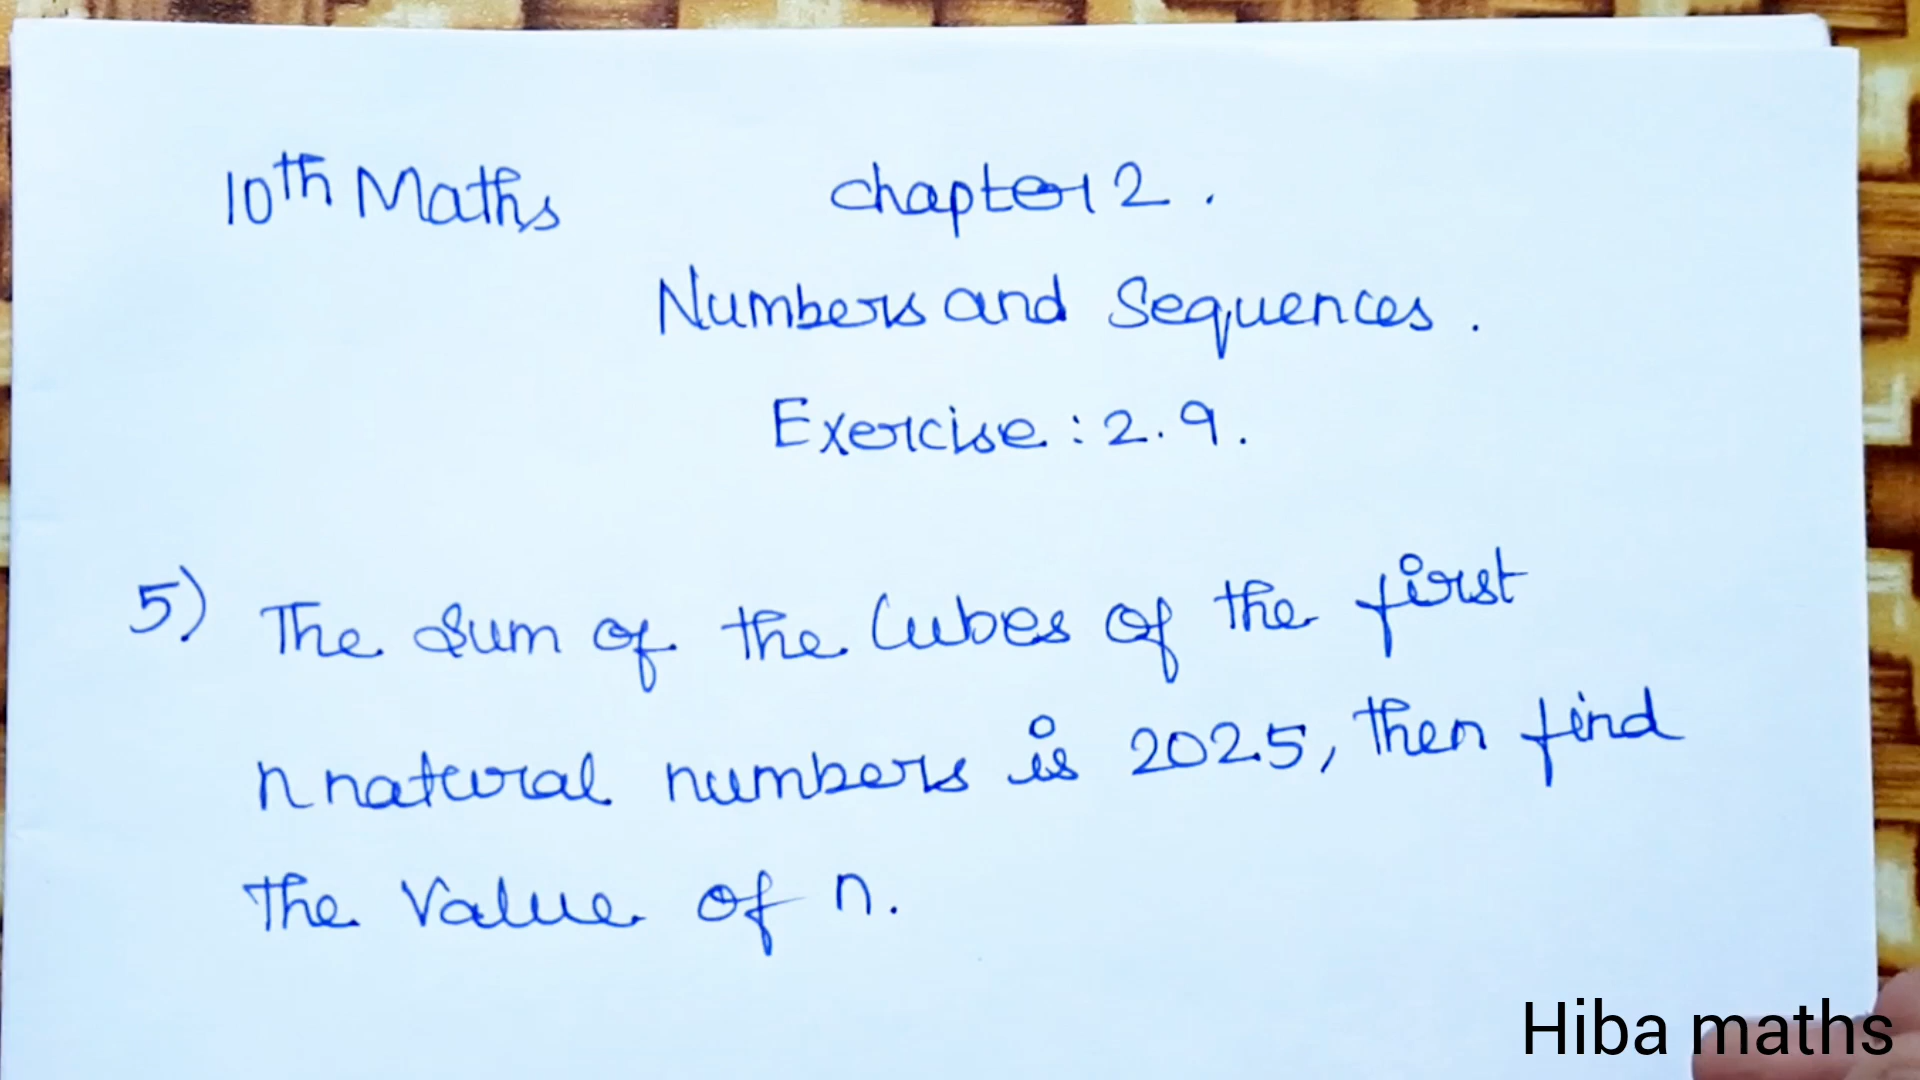 10th Maths chapter 2.
Numbers and Sequences.
Exercise : 2.9.
5) The Sum of the Cubes of the first
n natural numbers is 2025, then find
the Value of n.
Hiba maths